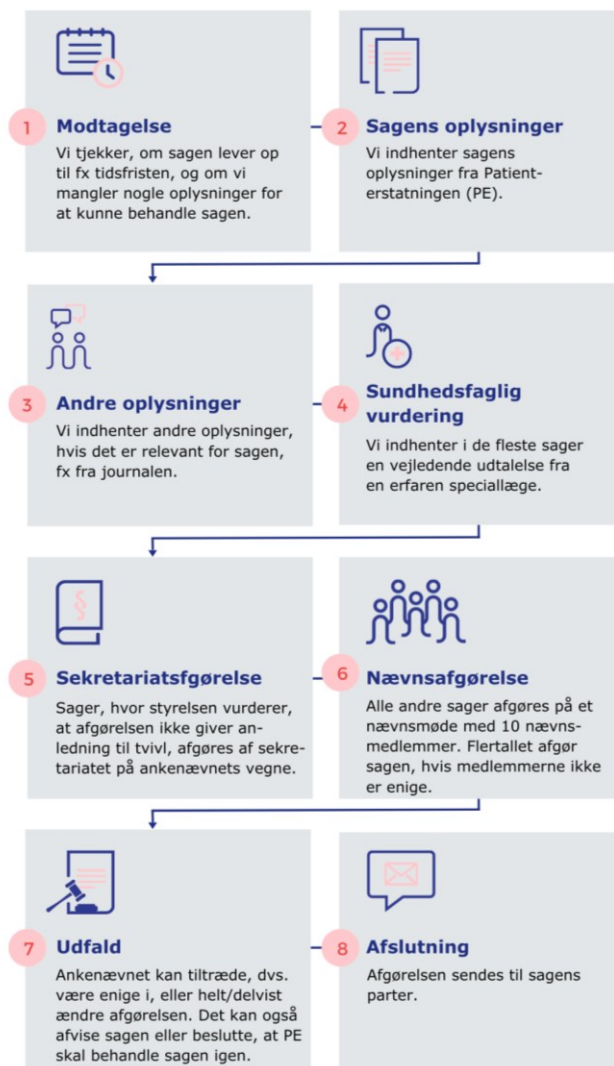 1
Modtagelse
Vi tjekker, om sagen lever op
til fx tidsfristen, og om vi
mangler nogle oplysninger for
at kunne behandle sagen.
2
Sagens oplysninger
Vi indhenter sagens
oplysninger fra Patient-
erstatningen (PE).
3
Andre oplysninger
Vi indhenter andre oplysninger,
hvis det er relevant for sagen,
fx fra journalen.
4
Sundhedsfaglig
vurdering
Vi indhenter i de fleste sager
en vejledende udtalelse fra
en erfaren speciallæge.
§
5
Sekretariatsfgørelse
Sager, hvor styrelsen vurderer,
at afgørelsen ikke giver an-
ledning til tvivl, afgøres af sekre-
tariatet på ankenævnets vegne.
6
Nævnsafgørelse
Alle andre sager afgøres på et
nævnsmøde med 10 nævns-
medlemmer. Flertallet afgør
sagen, hvis medlemmerne ikke
er enige.
7
Udfald
Ankenævnet kan tiltræde, dvs.
være enige i, eller helt/delvist
ændre afgørelsen. Det kan også
afvise sagen eller beslutte, at PE
skal behandle sagen igen.
8
Afslutning
Afgørelsen sendes til sagens
parter.